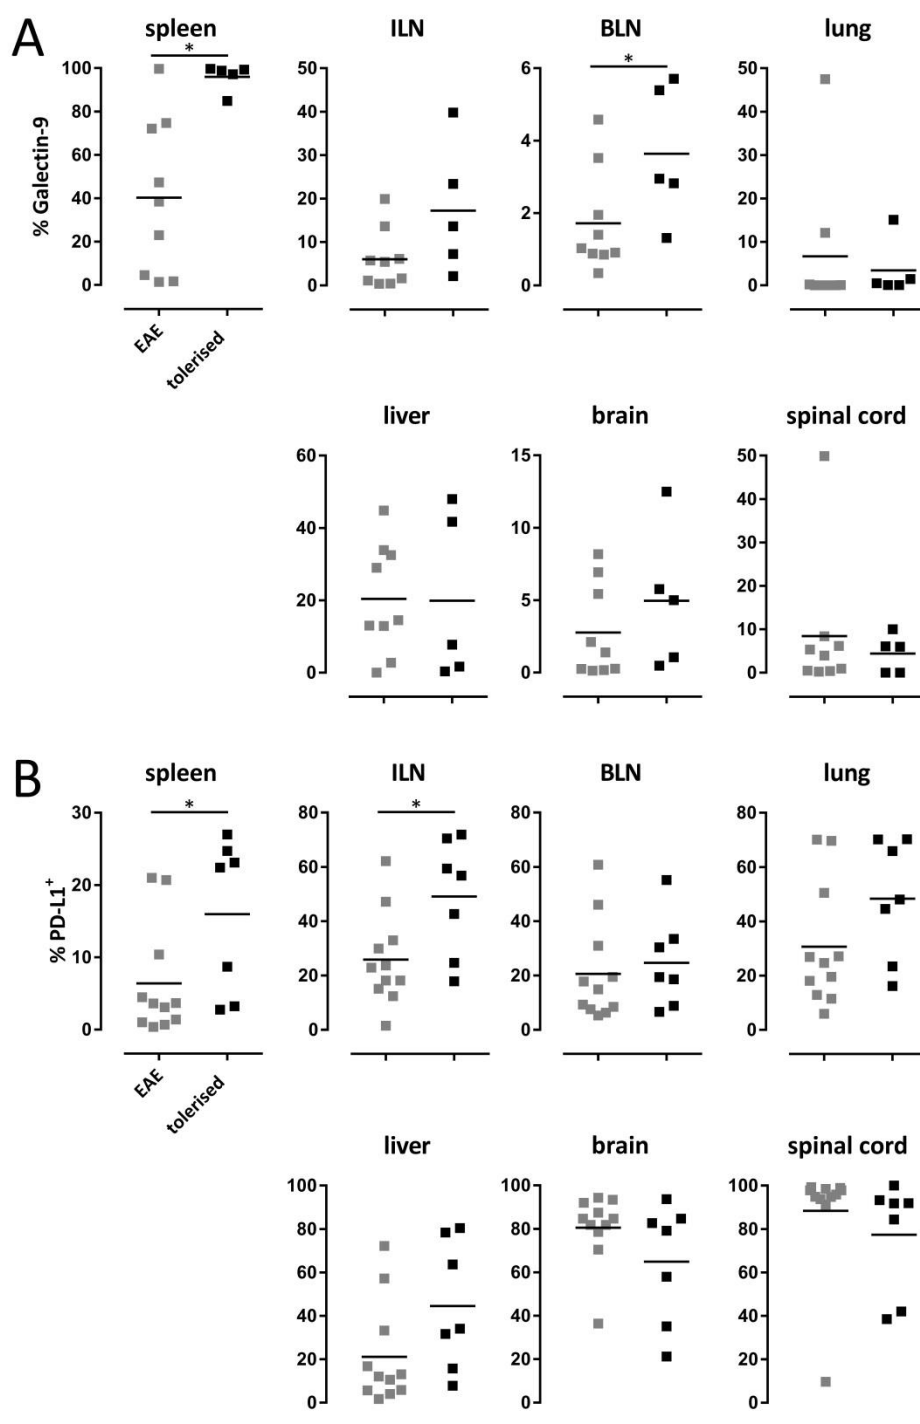 A
spleen ILN BLN lung
* *
% Galectin-9
100 80 60 40 20 0
50 40 30 20 10 0
6 4 2 0
50 40 30 20 10 0
EAE tolerised
liver brain spinal cord
60 40 20 0
15 10 5 0
50 40 30 20 10 0
B
spleen ILN BLN lung
* *
% PD-L1⁺
30 20 10 0
80 60 40 20 0
80 60 40 20 0
80 60 40 20 0
EAE tolerised
liver brain spinal cord
100 80 60 40 20 0
100 80 60 40 20 0
100 80 60 40 20 0